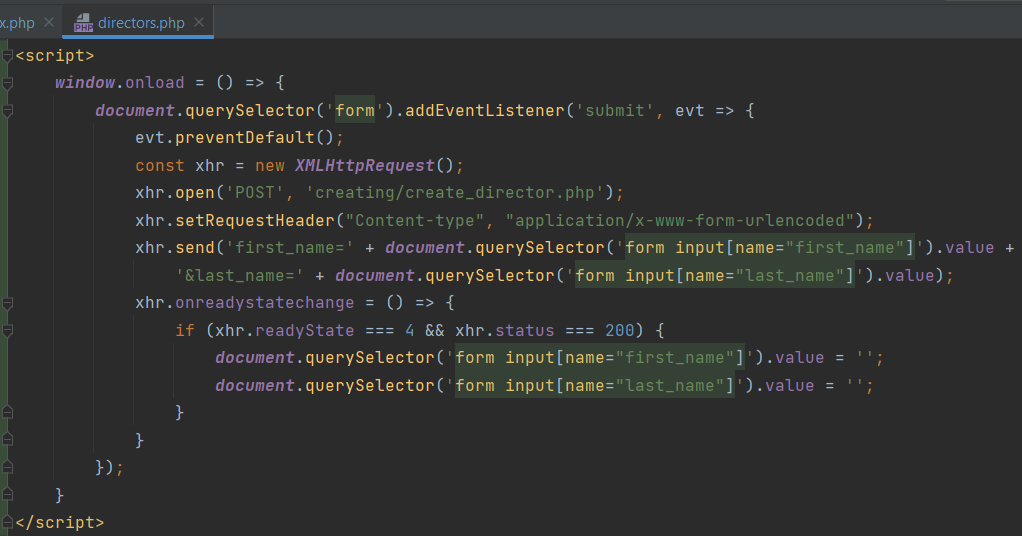 x.php directors.php
<script>
window.onload = () => {
document.querySelector('form').addEventListener('submit', evt => {
evt.preventDefault();
const xhr = new XMLHttpRequest();
xhr.open('POST', 'creating/create_director.php');
xhr.setRequestHeader("Content-type", "application/x-www-form-urlencoded");
xhr.send('first_name=' + document.querySelector('form input[name="first_name"]').value +
'&last_name=' + document.querySelector('form input[name="last_name"]').value);
xhr.onreadystatechange = () => {
if (xhr.readyState === 4 && xhr.status === 200) {
document.querySelector('form input[name="first_name"]').value = '';
document.querySelector('form input[name="last_name"]').value = '';
}
}
});
}
</script>